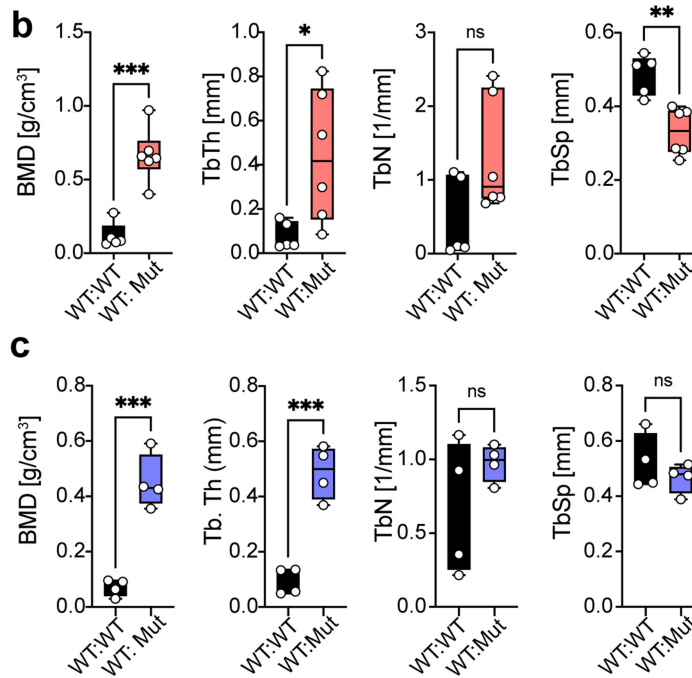 b
BMD [g/cm³]
1.5
1.0
0.5
0.0
***
WT:WT
WT: Mut
TbTh [mm]
1.0
0.8
0.6
0.4
0.2
0.0
*
WT:WT
WT:Mut
TbN [1/mm]
3
2
1
0
ns
WT:WT
WT: Mut
TbSp [mm]
0.6
0.4
0.2
0.0
**
WT:WT
WT:Mut
c
BMD [g/cm³]
0.8
0.6
0.4
0.2
0.0
***
WT:WT
WT: Mut
Tb. Th (mm)
0.8
0.6
0.4
0.2
0.0
***
WT:WT
WT:Mut
TbN [1/mm]
1.5
1.0
0.5
0.0
ns
WT:WT
WT:Mut
TbSp [mm]
0.8
0.6
0.4
0.2
0.0
ns
WT:WT
WT:Mut